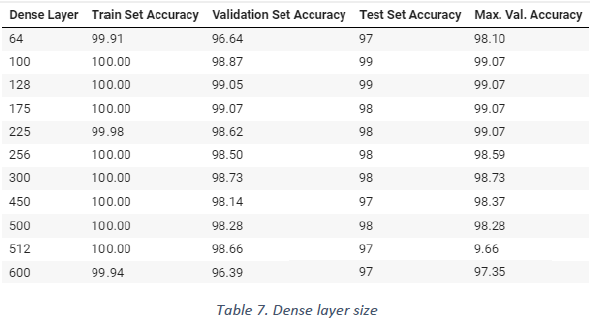 Dense Layer Train Set Accuracy Validation Set Accuracy Test Set Accuracy Max. Val. Accuracy
64 99.91 96.64 97 98.10
100 100.00 98.87 99 99.07
128 100.00 99.05 99 99.07
175 100.00 99.07 98 99.07
225 99.98 98.62 98 99.07
256 100.00 98.50 98 98.59
300 100.00 98.73 98 98.73
450 100.00 98.14 97 98.37
500 100.00 98.28 98 98.28
512 100.00 98.66 97 9.66
600 99.94 96.39 97 97.35
Table 7. Dense layer size